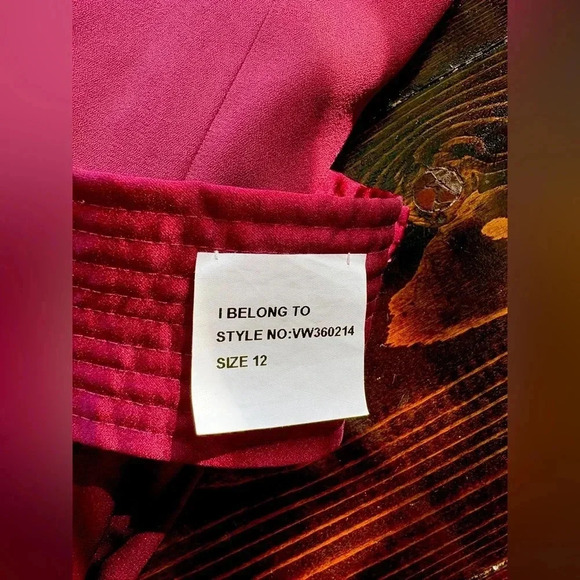 I BELONG TO
STYLE NO:VW360214
SIZE 12